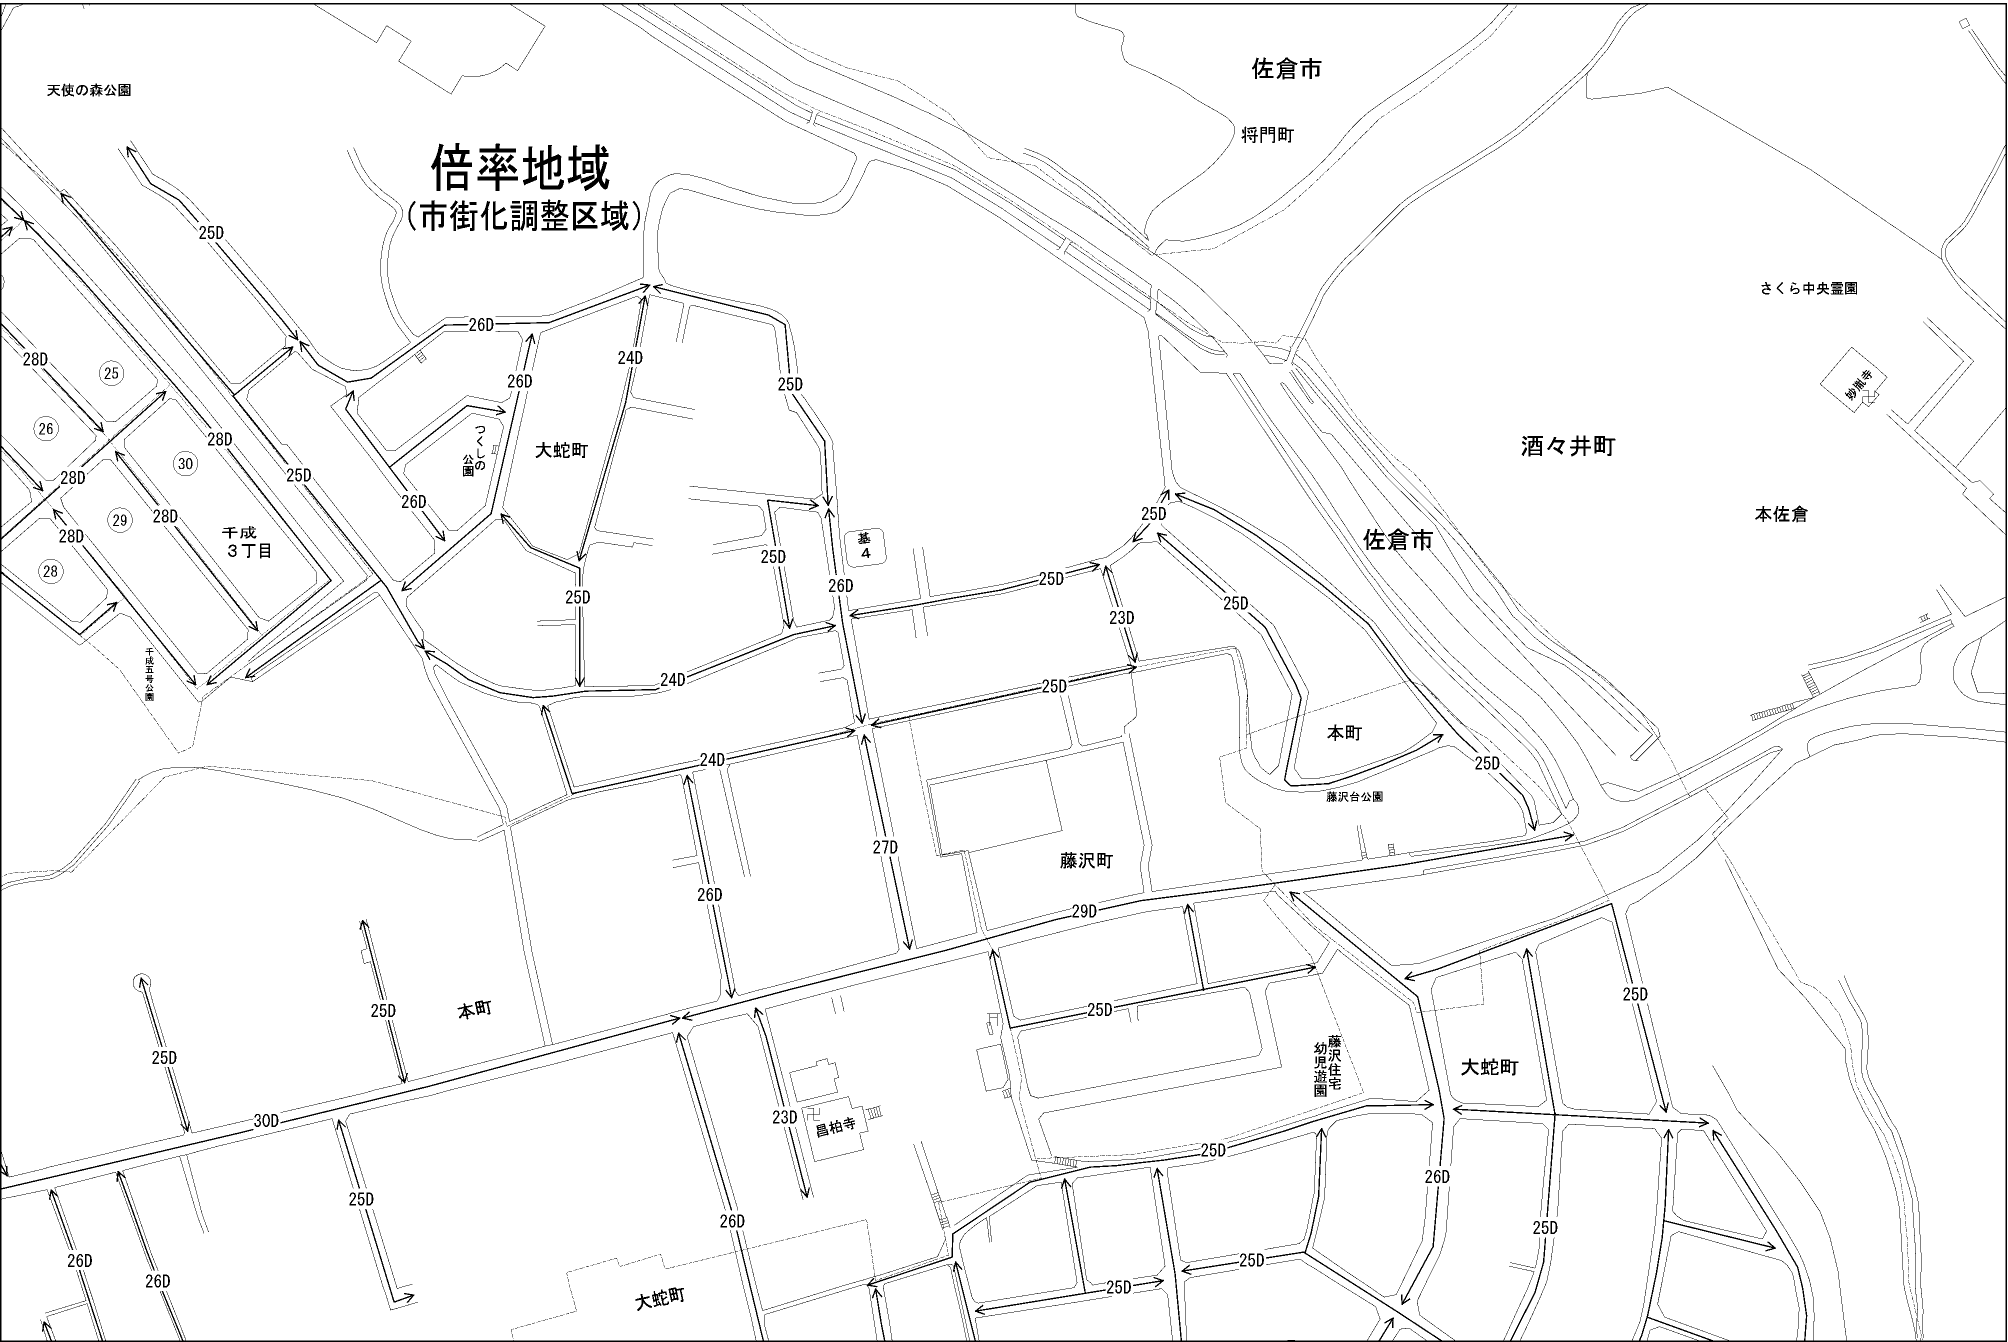 佐倉市
天使の森公園
将門町
倍率地域
(市街化調整区域)
25D
さくら中央霊園
26D
24D
28D
25
26D
25D
妙胤寺
26
28D
つくしの
公園
大蛇町
酒々井町
30
28D
25D
26D
25D
本佐倉
29
28D
28D
千成
3丁目
佐倉市
基
4
25D
28
25D
26D
25D
25D
25D
23D
千成五号公園
24D
25D
本町
24D
25D
藤沢台公園
27D
藤沢町
26D
29D
25D
本町
25D
25D
25D
藤沢住宅
幼児遊園
大蛇町
30D
23D
昌柏寺
25D
26D
25D
26D
25D
26D
26D
25D
25D
大蛇町